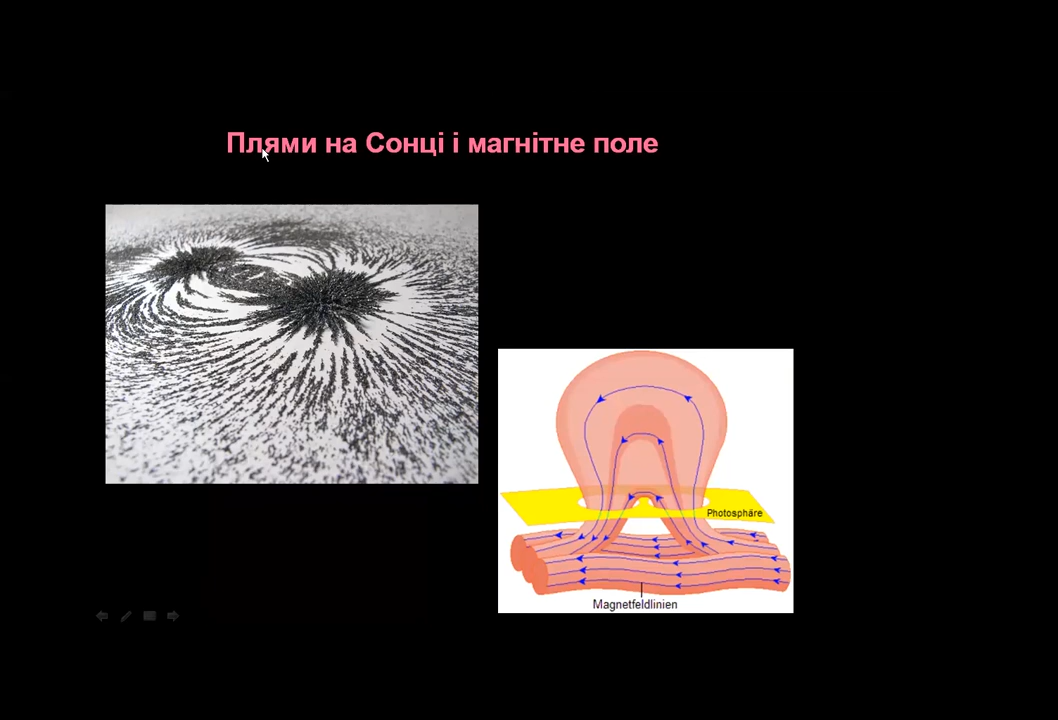 Плями на Сонці і магнітне поле
Photosphäre
Magnetfeldlinien